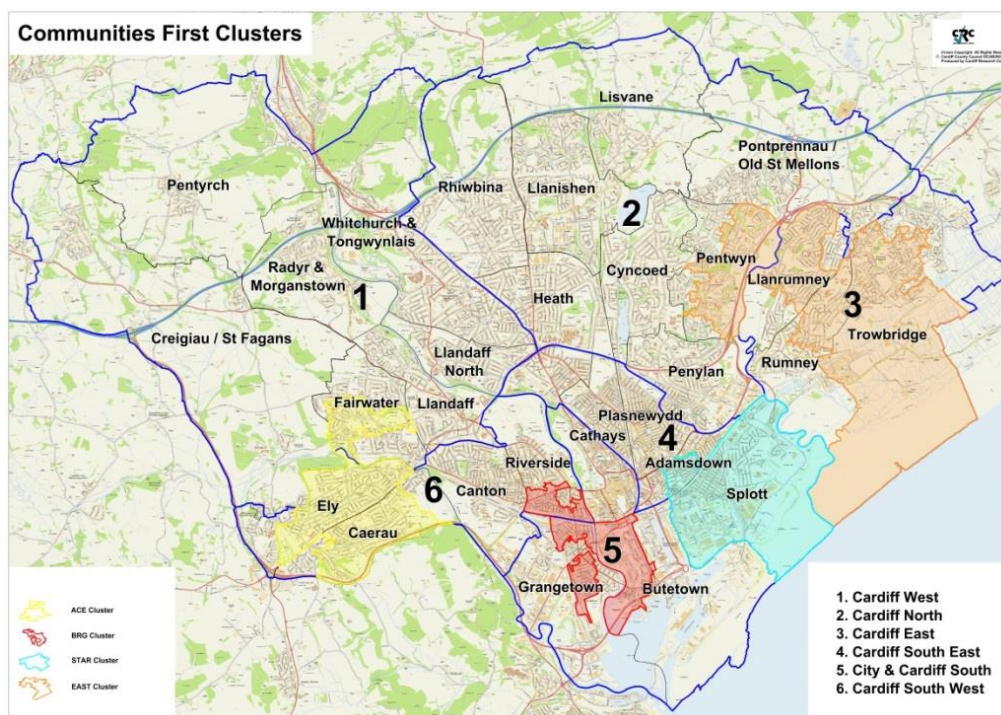 Communities First Clusters
CRC
Lisvane
Pontprennau /
Old St Mellons
Pentyrch
Rhiwbina
Llanishen
2
Whitchurch &
Tongwynlais
Pentwyn
Cyncoed
Llanrumney
Radyr &
Morganstown
1
Heath
3
Trowbridge
Creigiau / St Fagans
Llandaff
North
Penylan
Rumney
Fairwater
Llandaff
Plasnewydd
Cathays
4
Riverside
Adamsdown
6
Canton
Splott
Ely
Caerau
5
Grangetown
Butetown
ACE Cluster
BRG Cluster
STAR Cluster
EAST Cluster
1. Cardiff West
2. Cardiff North
3. Cardiff East
4. Cardiff South East
5. City & Cardiff South
6. Cardiff South West